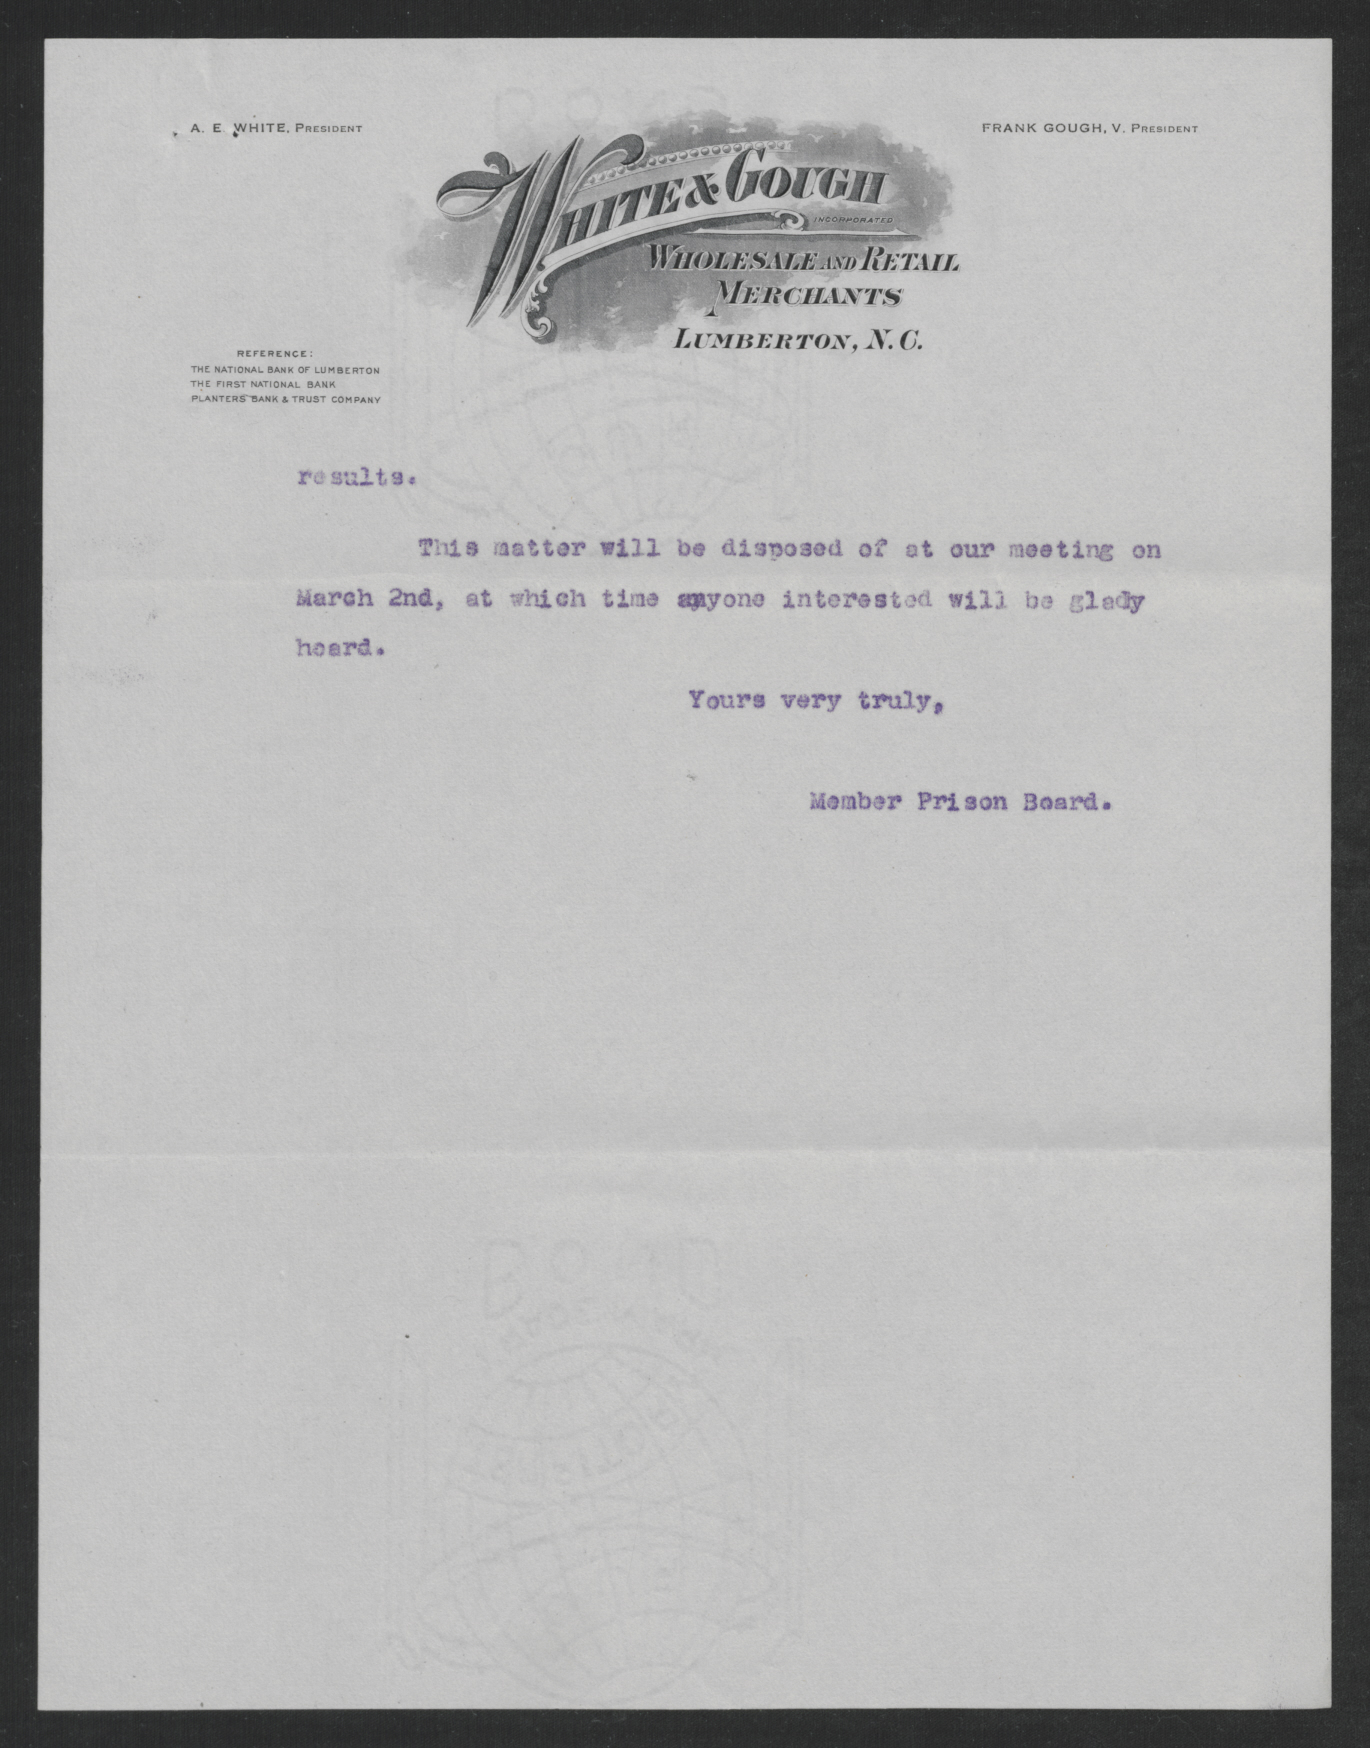 A. E. WHITE, PRESIDENT
FRANK GOUGH, V. PRESIDENT
WHITE & GOUGH
INCORPORATED
WHOLESALE AND RETAIL
MERCHANTS
LUMBERTON, N. C.
REFERENCE:
THE NATIONAL BANK OF LUMBERTON
THE FIRST NATIONAL BANK
PLANTERS BANK & TRUST COMPANY
results.
This matter will be disposed of at our meeting on
March 2nd, at which time anyone interested will be glady
heard.
Yours very truly,
Member Prison Board.